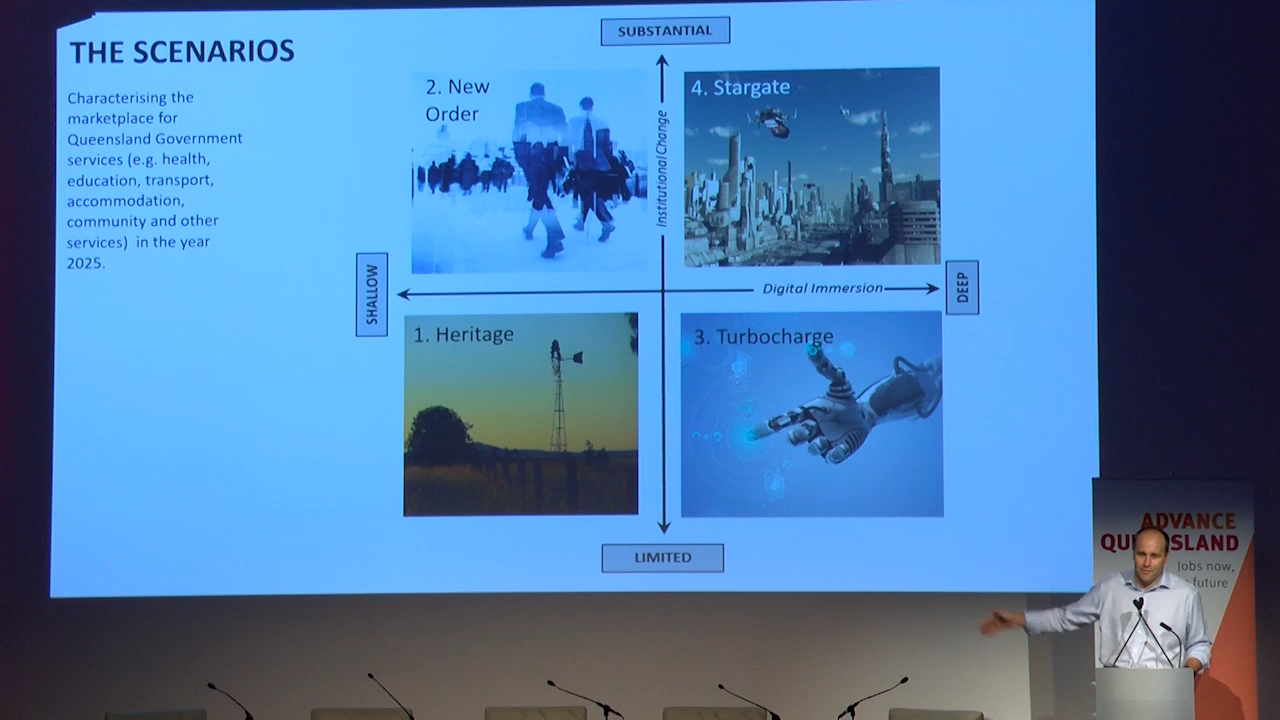 THE SCENARIOS
Characterising the
marketplace for
Queensland Government
services (e.g. health,
education, transport,
accommodation,
community and other
services) in the year
2025.
SUBSTANTIAL
2. New
Order
4. Stargate
Institutional Change
SHALLOW
Digital Immersion
DEEP
1. Heritage
3. Turbocharge
LIMITED
ADVANCE
Jobs now,
future